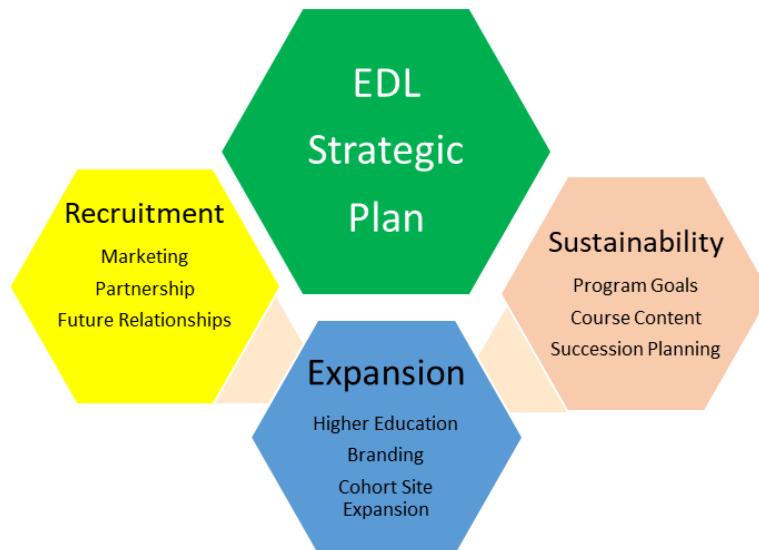 EDL
Strategic
Plan
Recruitment
Marketing
Partnership
Future Relationships
Expansion
Higher Education
Branding
Cohort Site
Expansion
Sustainability
Program Goals
Course Content
Succession Planning